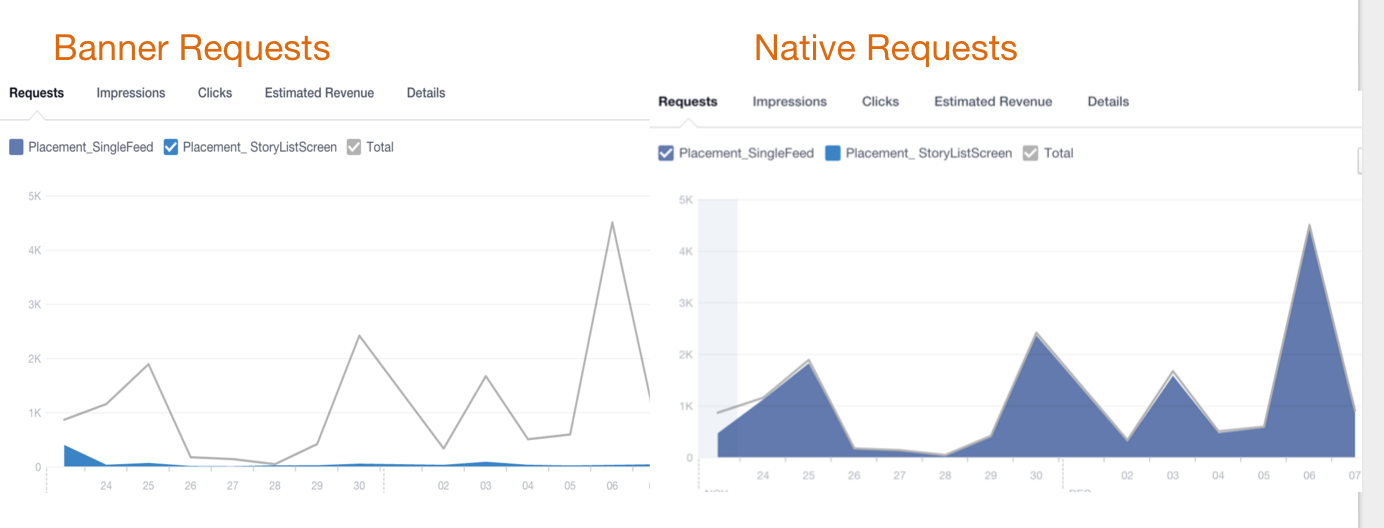 Banner Requests
Requests Impressions Clicks Estimated Revenue Details
Placement_SingleFeed Placement_ StoryListScreen Total
5K
4K
3K
2K
1K
0
24 25 26 27 28 29 30 02 03 04 05 06
Native Requests
Requests Impressions Clicks Estimated Revenue Details
Placement_SingleFeed Placement_ StoryListScreen Total
5K
4K
3K
2K
1K
0
24 25 26 27 28 29 30 02 03 04 05 06 07